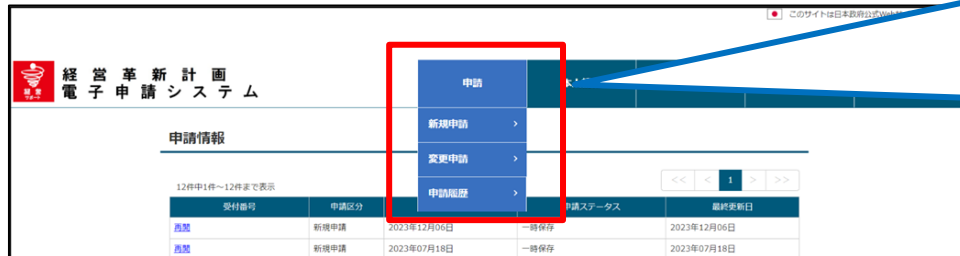 このサイトは日本政府公式Web
経営革新計画
電子申請システム
経営
サポート
申請
新規申請 >
変更申請 >
申請履歴 >
申請情報
12件中1件～12件まで表示
<< < 1 > >>
受付番号 申請区分 申請ステータス 最終更新日
再開 新規申請 2023年12月06日 一時保存 2023年12月06日
再開 新規申請 2023年07月18日 一時保存 2023年07月18日